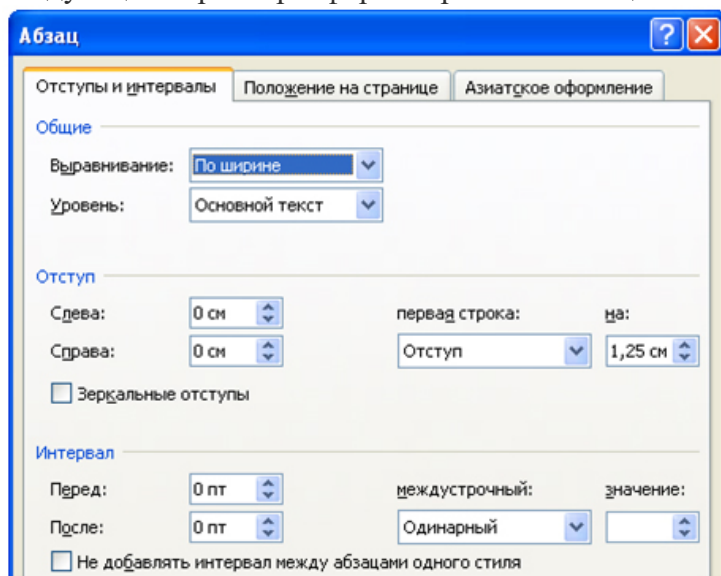 Абзац
Отступы и интервалы Положение на странице Азиатское оформление
Общие
Выравнивание: По ширине
Уровень: Основной текст
Отступ
Слева: 0 см первая строка: на:
Справа: 0 см Отступ 1,25 см
Зеркальные отступы
Интервал
Перед: 0 пт междустрочный: значение:
После: 0 пт Одинарный
Не добавлять интервал между абзацами одного стиля